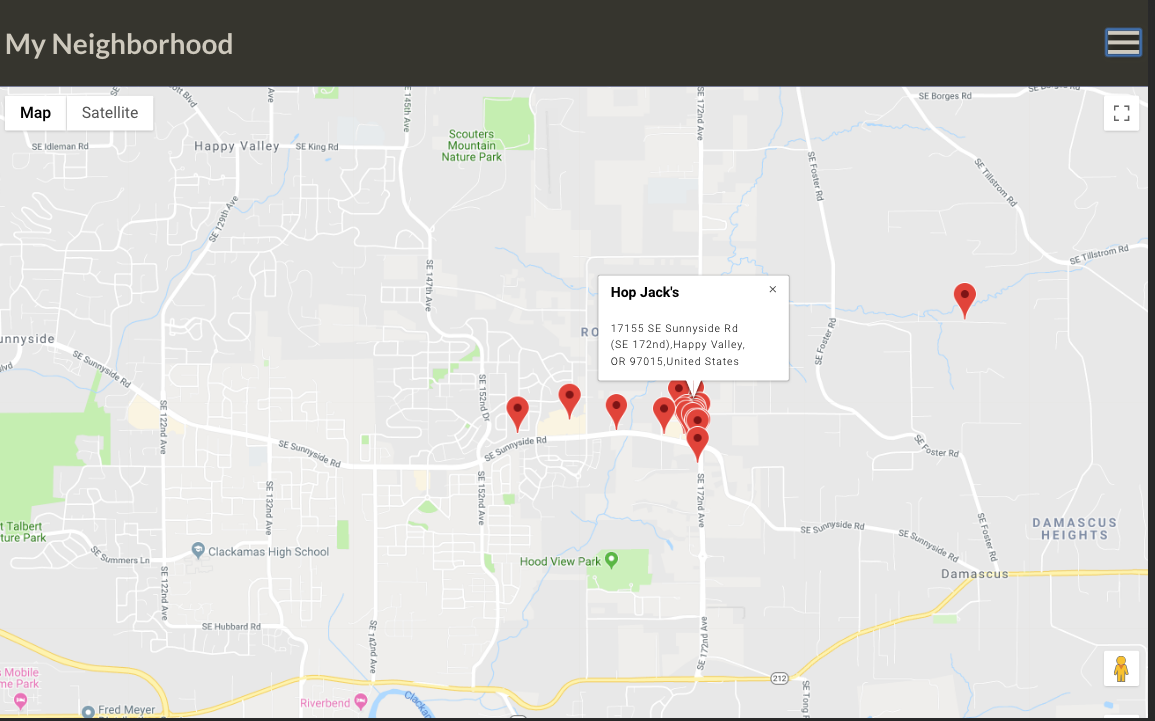 My Neighborhood
Map
Satellite
SE Borges Rd
SE 145th Ave
SE 172nd Ave
Scouters
Mountain
Nature Park
SE Idleman Rd
Happy Valley
SE King Rd
SE Foster Rd
SE Tillstrom Rd
SE 129th Ave
SE Tillstrom Rd
SE 147th Ave
Hop Jack's
×
17155 SE Sunnyside Rd
(SE 172nd),Happy Valley,
OR 97015,United States
RO
unnyside
SE Foster Rd
SE Sunnyside Rd
lvd
SE 152nd Dr
SE 122nd Ave
SE Sunnyside Rd
SE Sunnyside Rd
SE Foster Rd
SE 132nd Ave
SE 152nd Ave
SE 172nd Ave
SE Sunnyside Rd
SE Sunnyside Rd
SE Foster Rd
DAMASCUS
HEIGHTS
t Talbert
ture Park
SE Summers Ln
Clackamas High School
Hood View Park
Damascus
SE 122nd Ave
SE Hubbard Rd
SE 142nd Ave
SE 172nd Ave
s Mobile
me Park
212
Riverbend
Fred Meyer
SE Tong R